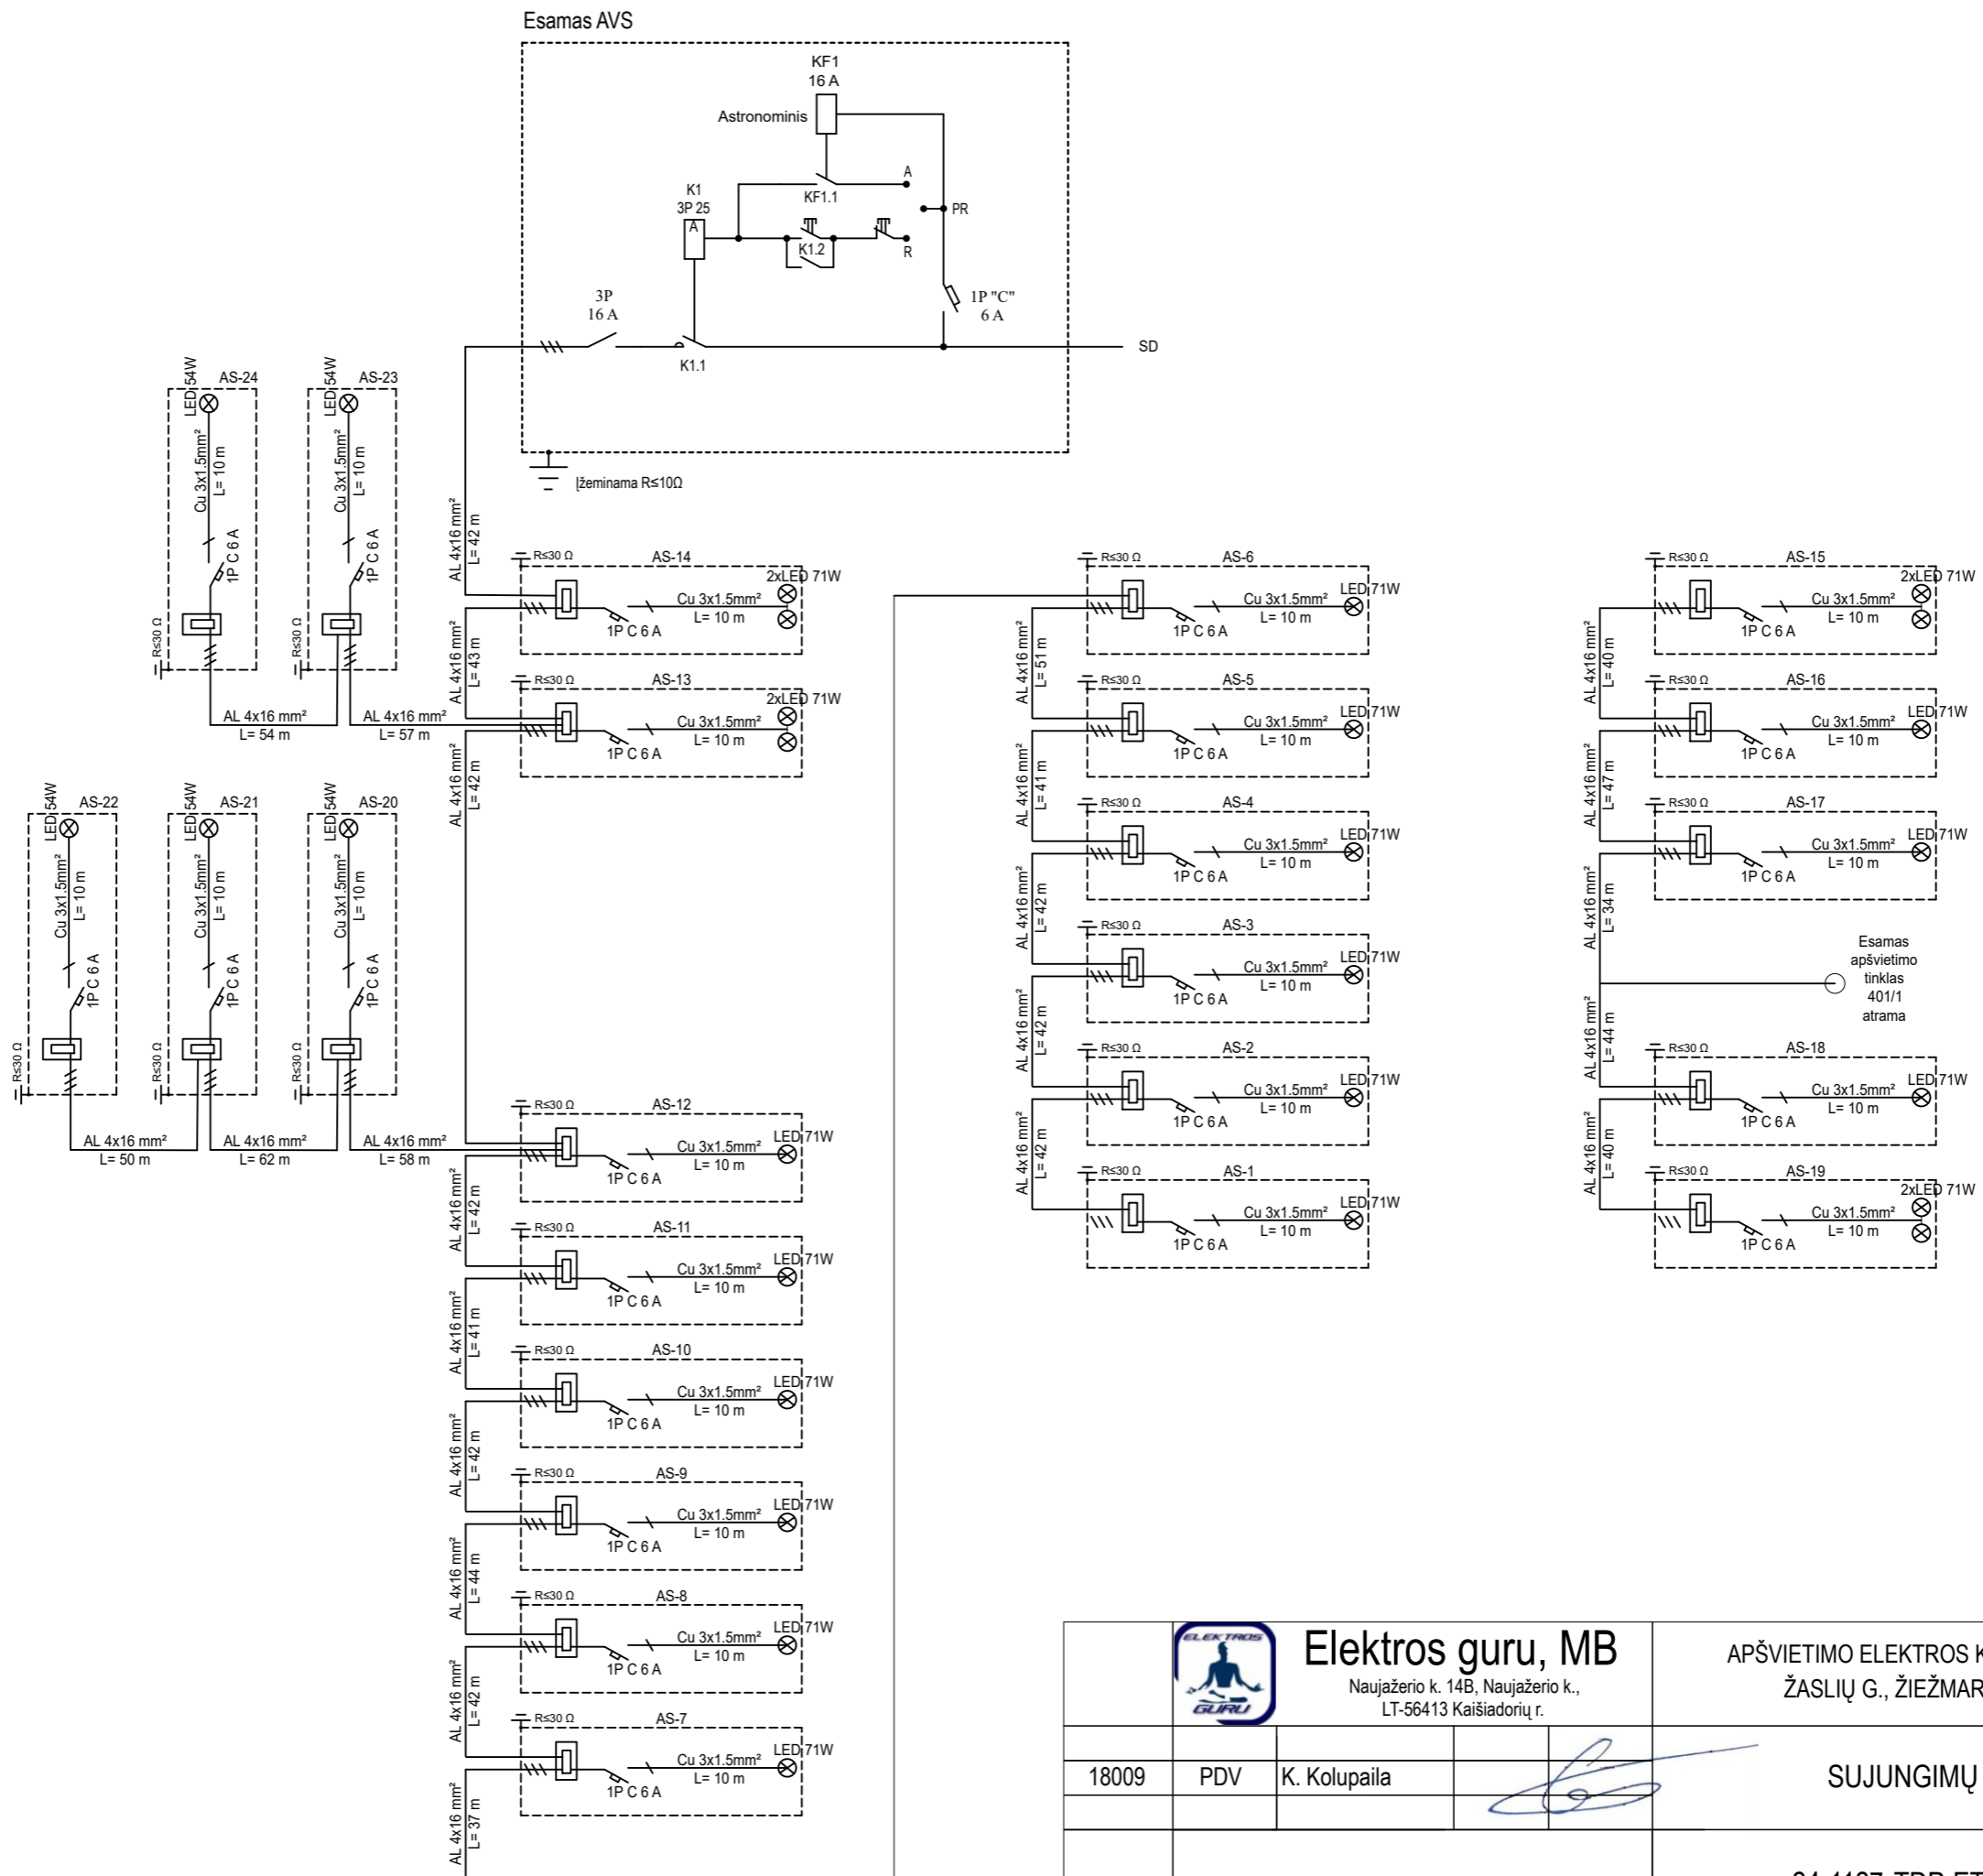 Esamas AVS
KF1
16 A
Astronominis
A
KF1.1
K1
3P 25
A
PR
K1.2
R
3P
16 A
1P "C"
6 A
K1.1
SD
Įžeminama R≤10Ω
AS-24
LED 54W
Cu 3x1.5mm²
L= 10 m
1P C 6 A
R≤30 Ω
AL 4x16 mm²
L= 54 m
AS-23
LED 54W
Cu 3x1.5mm²
L= 10 m
1P C 6 A
R≤30 Ω
AL 4x16 mm²
L= 57 m
AS-22
LED 54W
Cu 3x1.5mm²
L= 10 m
1P C 6 A
R≤30 Ω
AL 4x16 mm²
L= 50 m
AS-21
LED 54W
Cu 3x1.5mm²
L= 10 m
1P C 6 A
R≤30 Ω
AL 4x16 mm²
L= 62 m
AS-20
LED 54W
Cu 3x1.5mm²
L= 10 m
1P C 6 A
R≤30 Ω
AL 4x16 mm²
L= 58 m
AL 4x16 mm²
L= 42 m
R≤30 Ω
AS-14
2xLED 71W
Cu 3x1.5mm²
L= 10 m
1P C 6 A
AL 4x16 mm²
L= 43 m
R≤30 Ω
AS-13
2xLED 71W
Cu 3x1.5mm²
L= 10 m
1P C 6 A
AL 4x16 mm²
L= 42 m
R≤30 Ω
AS-12
LED 71W
Cu 3x1.5mm²
L= 10 m
1P C 6 A
AL 4x16 mm²
L= 42 m
R≤30 Ω
AS-11
LED 71W
Cu 3x1.5mm²
L= 10 m
1P C 6 A
AL 4x16 mm²
L= 41 m
R≤30 Ω
AS-10
LED 71W
Cu 3x1.5mm²
L= 10 m
1P C 6 A
AL 4x16 mm²
L= 42 m
R≤30 Ω
AS-9
LED 71W
Cu 3x1.5mm²
L= 10 m
1P C 6 A
AL 4x16 mm²
L= 44 m
R≤30 Ω
AS-8
LED 71W
Cu 3x1.5mm²
L= 10 m
1P C 6 A
AL 4x16 mm²
L= 42 m
R≤30 Ω
AS-7
LED 71W
Cu 3x1.5mm²
L= 10 m
1P C 6 A
AL 4x16 mm²
L= 37 m
R≤30 Ω
AS-6
LED 71W
Cu 3x1.5mm²
L= 10 m
1P C 6 A
AL 4x16 mm²
L= 51 m
R≤30 Ω
AS-5
LED 71W
Cu 3x1.5mm²
L= 10 m
1P C 6 A
AL 4x16 mm²
L= 41 m
R≤30 Ω
AS-4
LED 71W
Cu 3x1.5mm²
L= 10 m
1P C 6 A
AL 4x16 mm²
L= 42 m
R≤30 Ω
AS-3
LED 71W
Cu 3x1.5mm²
L= 10 m
1P C 6 A
AL 4x16 mm²
L= 42 m
R≤30 Ω
AS-2
LED 71W
Cu 3x1.5mm²
L= 10 m
1P C 6 A
AL 4x16 mm²
L= 42 m
R≤30 Ω
AS-1
LED 71W
Cu 3x1.5mm²
L= 10 m
1P C 6 A
R≤30 Ω
AS-15
2xLED 71W
Cu 3x1.5mm²
L= 10 m
1P C 6 A
AL 4x16 mm²
L= 40 m
R≤30 Ω
AS-16
LED 71W
Cu 3x1.5mm²
L= 10 m
1P C 6 A
AL 4x16 mm²
L= 47 m
R≤30 Ω
AS-17
LED 71W
Cu 3x1.5mm²
L= 10 m
1P C 6 A
AL 4x16 mm²
L= 34 m
Esamas
apšvietimo
tinklas
401/1
atrama
AL 4x16 mm²
L= 44 m
R≤30 Ω
AS-18
LED 71W
Cu 3x1.5mm²
L= 10 m
1P C 6 A
AL 4x16 mm²
L= 40 m
R≤30 Ω
AS-19
2xLED 71W
Cu 3x1.5mm²
L= 10 m
1P C 6 A
ELEKTROS
GURU
Elektros guru, MB
Naujažerio k. 14B, Naujažerio k.,
LT-56413 Kaišiadorių r.
APŠVIETIMO ELEKTROS K
ŽASLIŲ G., ŽIEŽMAR
18009 PDV K. Kolupaila
SUJUNGIMŲ